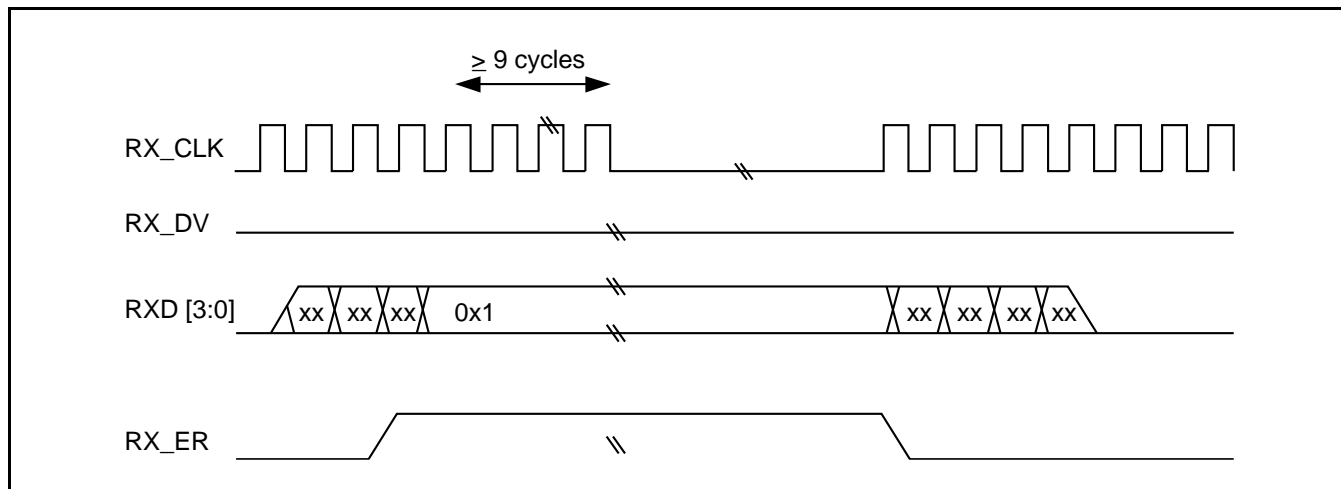 ≥ 9 cycles
RX_CLK
RX_DV
RXD [3:0] xx xx xx 0x1 xx xx xx xx
RX_ER